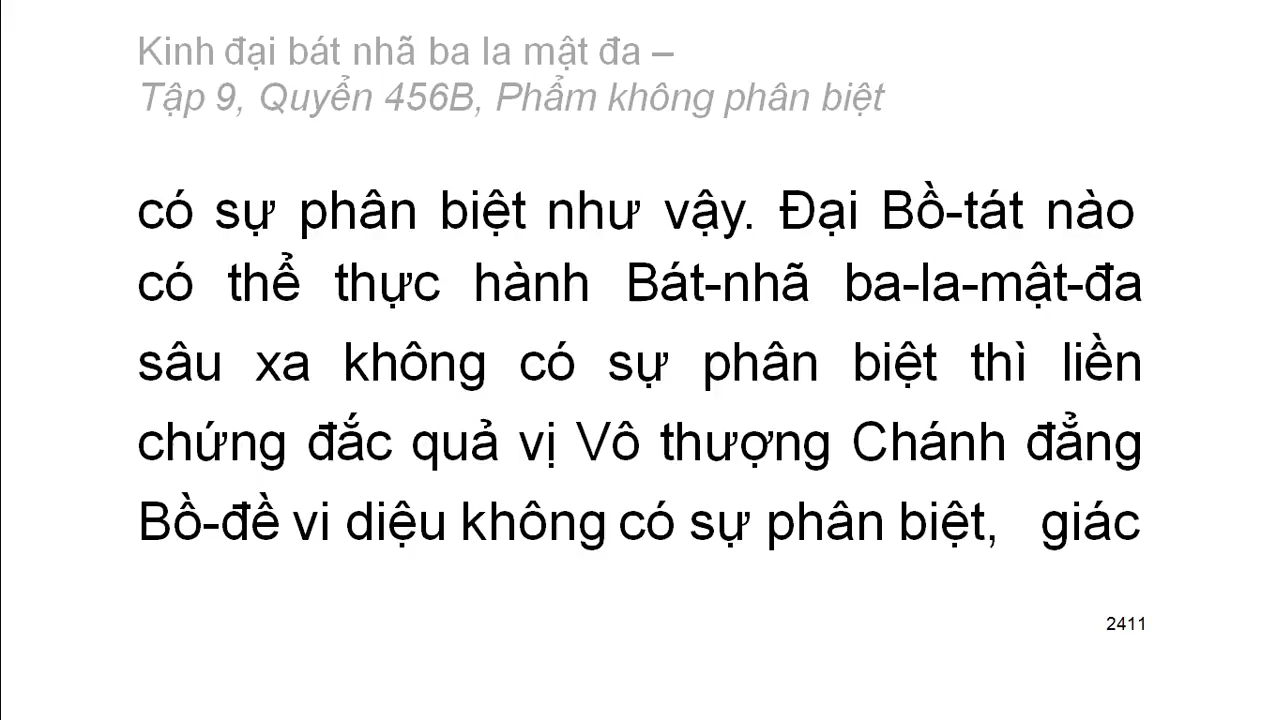 Kinh đại bát nhã ba la mật đa –
Tập 9, Quyển 456B, Phẩm không phân biệt
có sự phân biệt như vậy. Đại Bồ-tát nào
có thể thực hành Bát-nhã ba-la-mật-đa
sâu xa không có sự phân biệt thì liền
chứng đắc quả vị Vô thượng Chánh đẳng
Bồ-đề vi diệu không có sự phân biệt, giác
2411